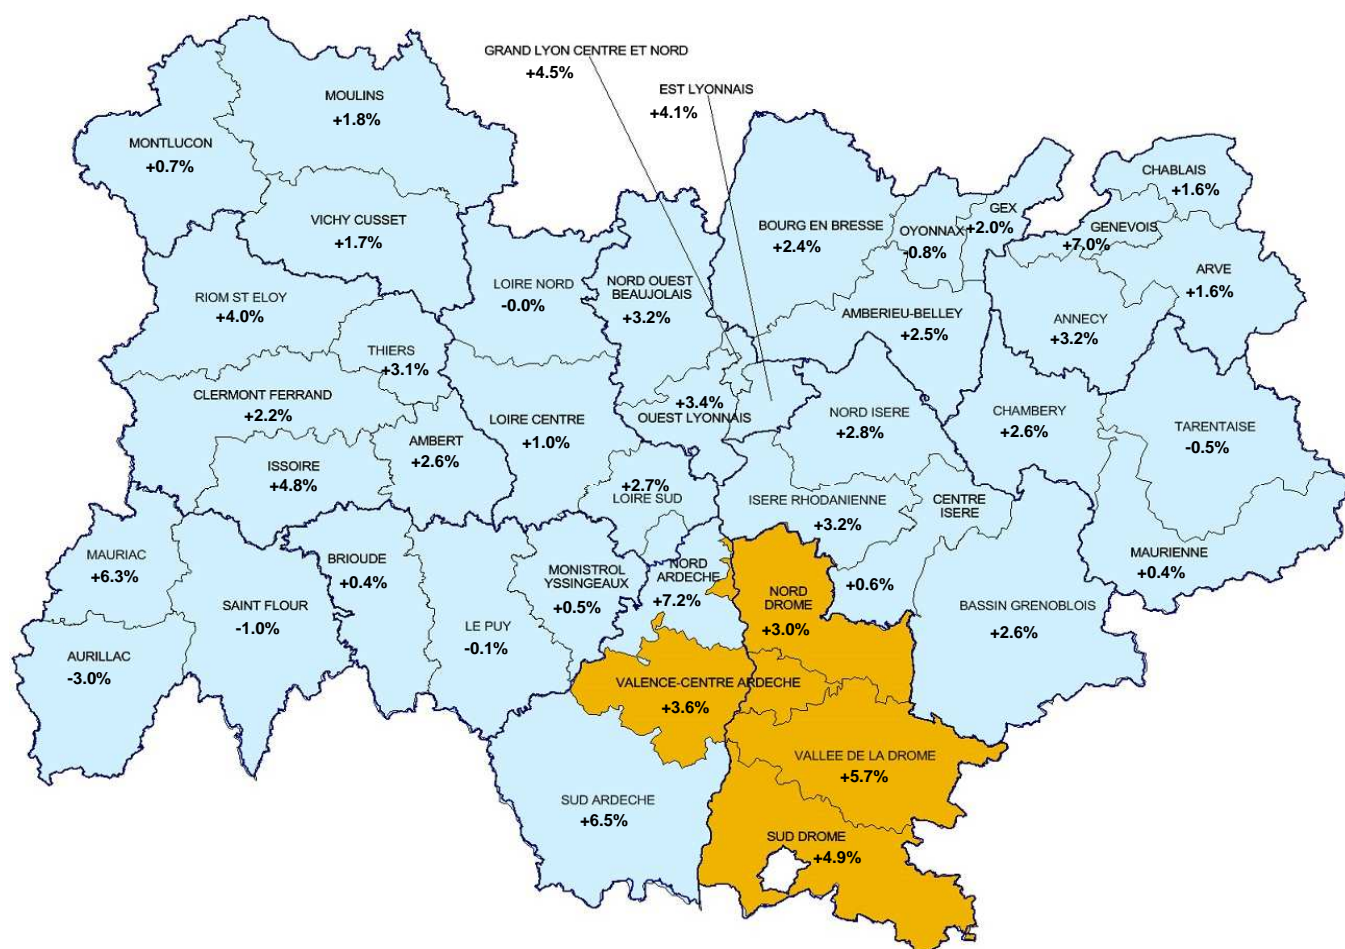 GRAND LYON CENTRE ET NORD
+4.5%
EST LYONNAIS
+4.1%
MOULINS
+1.8%
MONTLUCON
+0.7%
VICHY CUSSET
+1.7%
CHABLAIS
+1.6%
GEX
+2.0%
GENEVOIS
+7.0%
BOURG EN BRESSE
+2.4%
OYONNAX
-0.8%
ARVE
+1.6%
LOIRE NORD
-0.0%
NORD OUEST
BEAUJOLAIS
+3.2%
RIOM ST ELOY
+4.0%
AMBERIEU-BELLEY
+2.5%
ANNECY
+3.2%
THIERS
+3.1%
CLERMONT FERRAND
+2.2%
+3.4%
OUEST LYONNAIS
LOIRE CENTRE
+1.0%
NORD ISERE
+2.8%
CHAMBERY
+2.6%
TARENTAISE
-0.5%
AMBERT
+2.6%
ISSOIRE
+4.8%
+2.7%
LOIRE SUD
ISERE RHODANIENNE
+3.2%
CENTRE
ISERE
+0.6%
MAURIENNE
+0.4%
MAURIAC
+6.3%
BRIOUDE
+0.4%
MONISTROL
YSSINGEAUX
+0.5%
NORD
ARDECHE
+7.2%
NORD
DROME
+3.0%
BASSIN GRENOBLOIS
+2.6%
SAINT FLOUR
-1.0%
LE PUY
-0.1%
AURILLAC
-3.0%
VALENCE-CENTRE ARDECHE
+3.6%
VALLEE DE LA DROME
+5.7%
SUD ARDECHE
+6.5%
SUD DROME
+4.9%